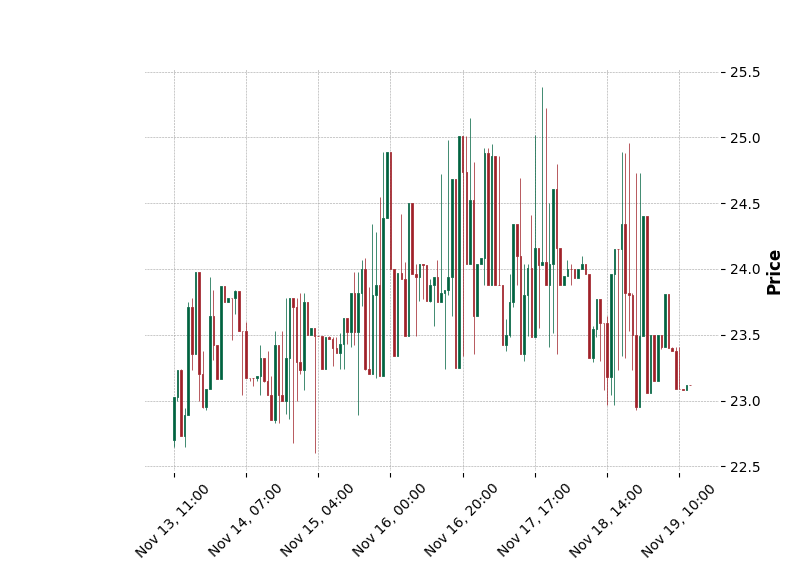 25.5
25.0
24.5
24.0
23.5
23.0
22.5
Price
Nov 13, 11:00
Nov 14, 07:00
Nov 15, 04:00
Nov 16, 00:00
Nov 16, 20:00
Nov 17, 17:00
Nov 18, 14:00
Nov 19, 10:00